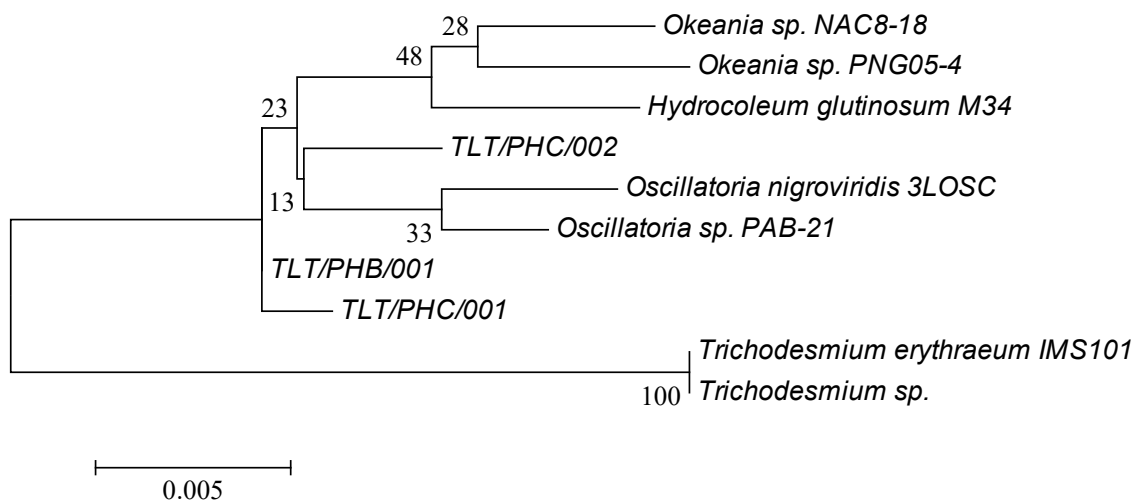 28
Okeania sp. NAC8-18
48
Okeania sp. PNG05-4
23
Hydrocoleum glutinosum M34
TLT/PHC/002
13
Oscillatoria nigroviridis 3LOSC
33
Oscillatoria sp. PAB-21
TLT/PHB/001
TLT/PHC/001
Trichodesmium erythraeum IMS101
100
Trichodesmium sp.
0.005